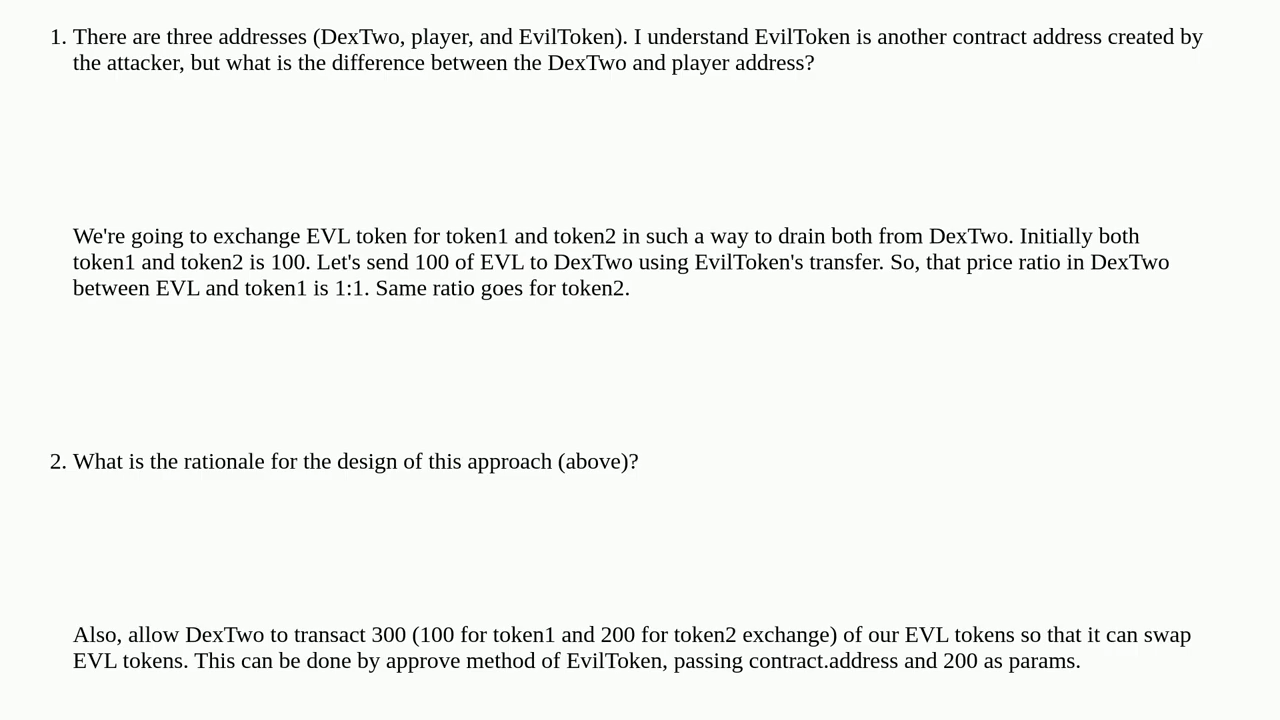 1. There are three addresses (DexTwo, player, and EvilToken). I understand EvilToken is another contract address created by
the attacker, but what is the difference between the DexTwo and player address?
We're going to exchange EVL token for token1 and token2 in such a way to drain both from DexTwo. Initially both
token1 and token2 is 100. Let's send 100 of EVL to DexTwo using EvilToken's transfer. So, that price ratio in DexTwo
between EVL and token1 is 1:1. Same ratio goes for token2.
2. What is the rationale for the design of this approach (above)?
Also, allow DexTwo to transact 300 (100 for token1 and 200 for token2 exchange) of our EVL tokens so that it can swap
EVL tokens. This can be done by approve method of EvilToken, passing contract.address and 200 as params.